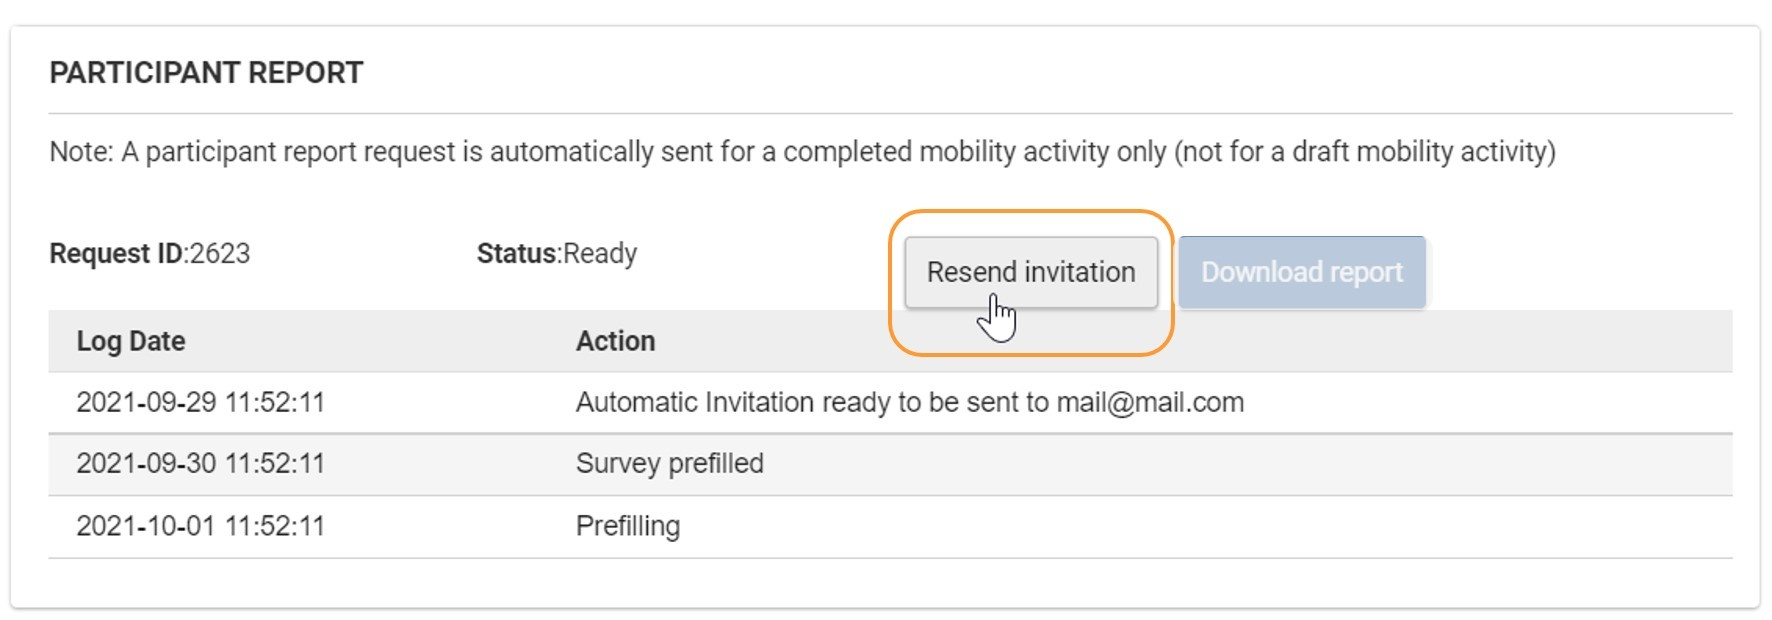 PARTICIPANT REPORT
Note: A participant report request is automatically sent for a completed mobility activity only (not for a draft mobility activity)
Request ID:2623 Status:Ready Resend invitation Download report
Log Date Action
2021-09-29 11:52:11 Automatic Invitation ready to be sent to mail@mail.com
2021-09-30 11:52:11 Survey prefilled
2021-10-01 11:52:11 Prefilling